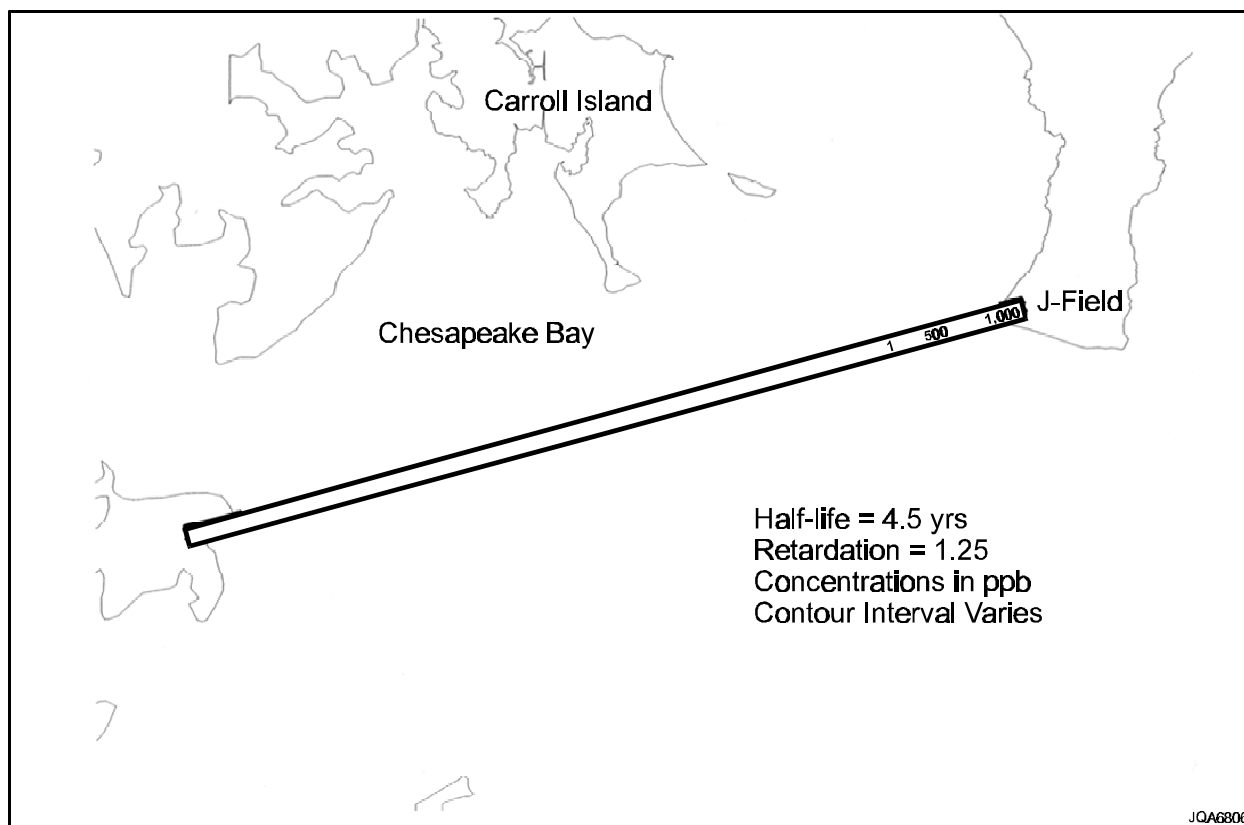 Carroll Island
J-Field
1,000
500
1
Chesapeake Bay
Half-life = 4.5 yrs
Retardation = 1.25
Concentrations in ppb
Contour Interval Varies
JQA6806